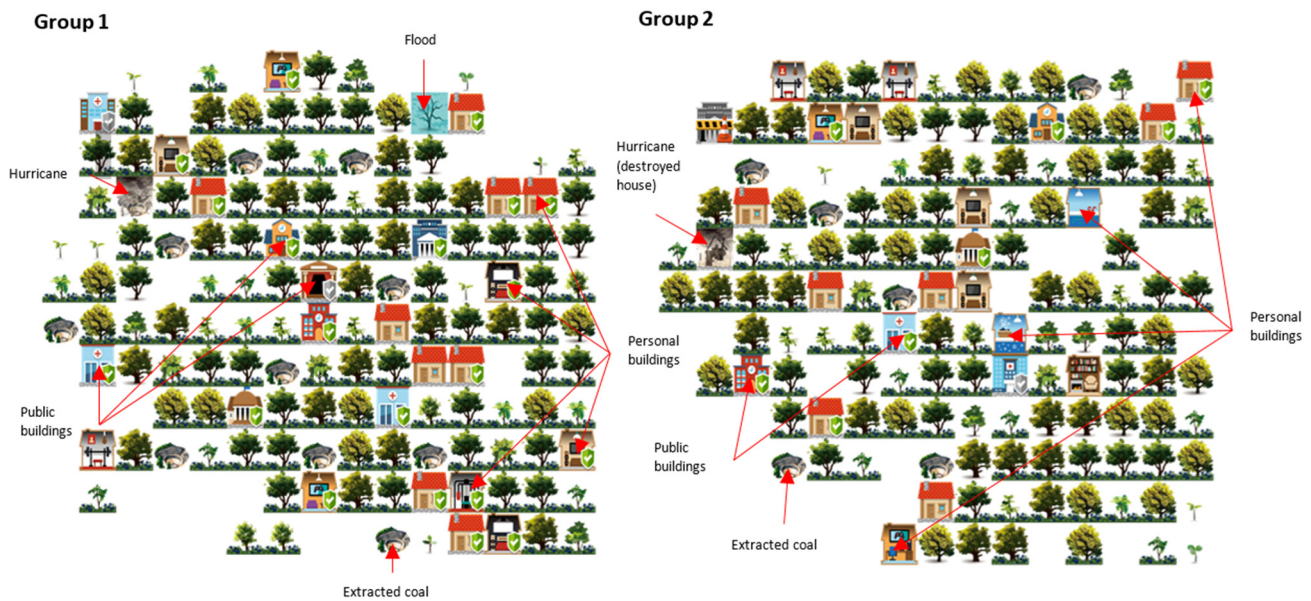 Group 1
Flood
Hurricane
Personal
buildings
Public
buildings
Extracted coal
Group 2
Hurricane
(destroyed
house)
Personal
buildings
Public
buildings
Extracted coal